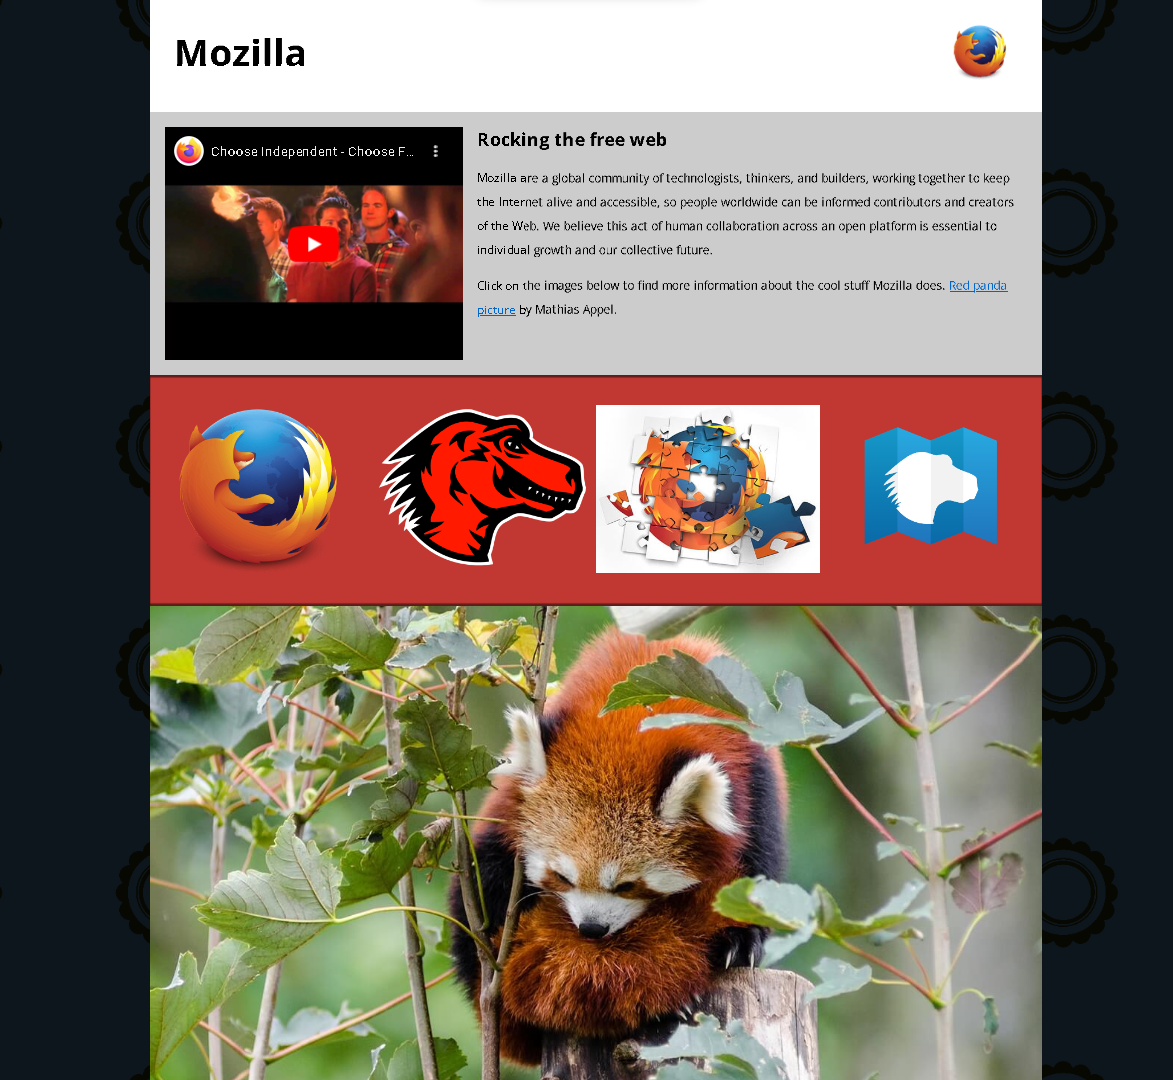 Mozilla
Choose Independent - Choose F...
Rocking the free web
Mozilla are a global community of technologists, thinkers, and builders, working together to keep
the Internet alive and accessible, so people worldwide can be informed contributors and creators
of the Web. We believe this act of human collaboration across an open platform is essential to
individual growth and our collective future.
Click on the images below to find more information about the cool stuff Mozilla does. Red panda
picture by Mathias Appel.